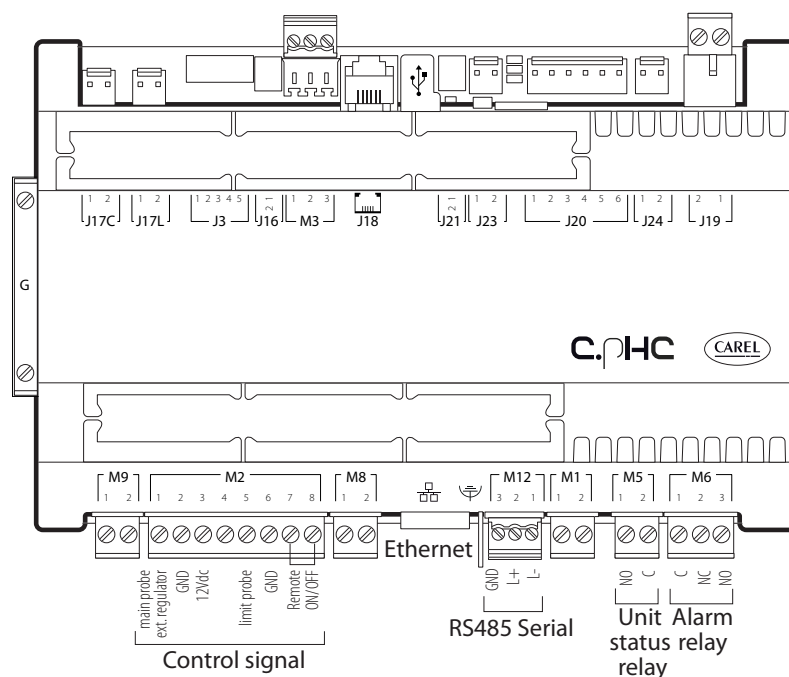 1 2 1 2 1 2 3 4 5 2 1 1 2 3 2 1 1 2 1 2 3 4 5 6 1 2 2 1
J17C J17L J3 J16 M3 J18 J21 J23 J20 J24 J19
G
c.pHC CAREL
M9 M2 M8 M12 M1 M5 M6
1 2 1 2 3 4 5 6 7 8 1 2 3 2 1 1 2 1 2 1 2 3
Ethernet
main probe
ext. regulator
GND
12Vdc
limit probe
GND
Remote
ON/OFF
GND
L+
L-
NO
C
C
NC
NO
Control signal
RS485 Serial
Unit
status
relay
Alarm
relay